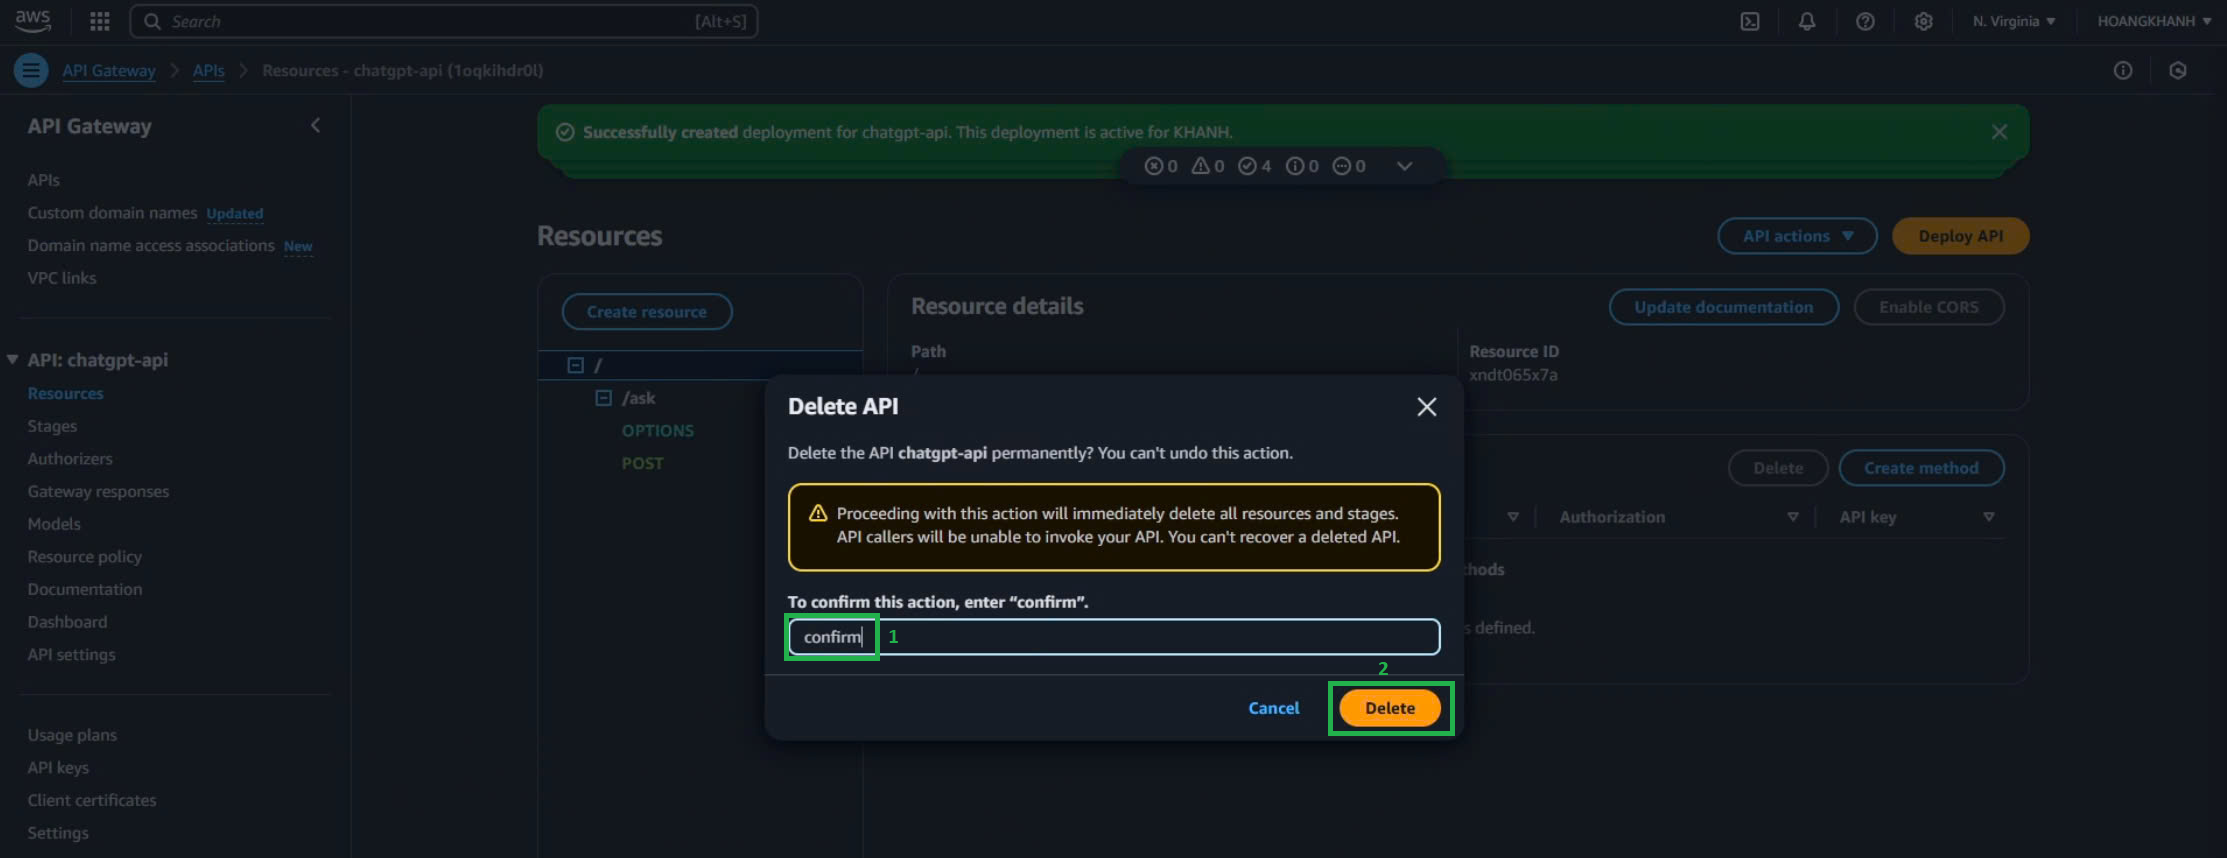 aws
Search
[Alt+S]
N. Virginia
HOANGKHANH
API Gateway
APIs
Resources - chatgpt-api (1oqkihdr0l)
API Gateway
APIs
Custom domain names Updated
Domain name access associations New
VPC links
API: chatgpt-api
Resources
Stages
Authorizers
Gateway responses
Models
Resource policy
Documentation
Dashboard
API settings
Usage plans
API keys
Client certificates
Settings
Successfully created deployment for chatgpt-api. This deployment is active for KHANH.
0 0 4 0 0
Resources
API actions
Deploy API
Create resource
/
/ask
OPTIONS
POST
Resource details
Update documentation
Enable CORS
Path
/
Resource ID
xndt065x7a
Delete
Create method
Authorization
API key
thods
s defined.
Delete API
Delete the API chatgpt-api permanently? You can't undo this action.
Proceeding with this action will immediately delete all resources and stages.
API callers will be unable to invoke your API. You can't recover a deleted API.
To confirm this action, enter “confirm”.
confirm
1
2
Cancel
Delete